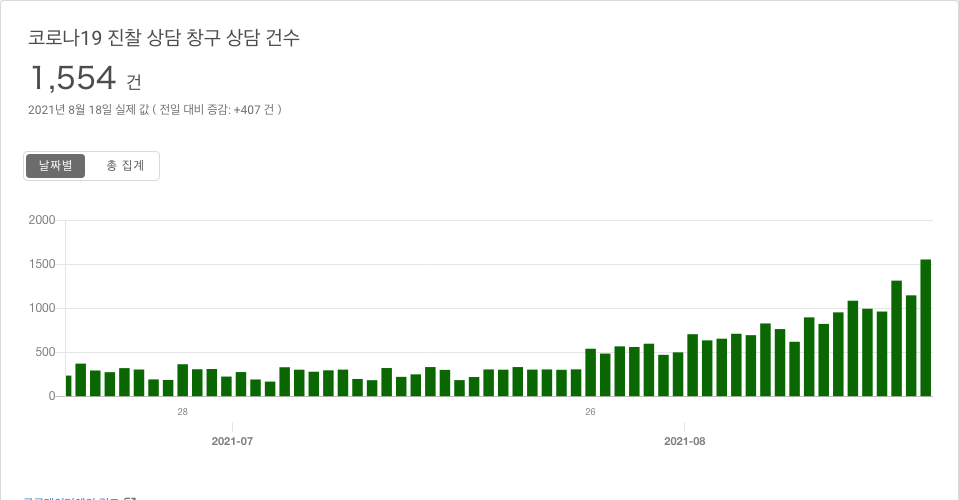 코로나19 진찰 상담 창구 상담 건수
1,554 건
2021년 8월 18일 실제 값 ( 전일 대비 증감: +407 건 )
날짜별 총 집계
2000
1500
1000
500
0
28 26
2021-07 2021-08